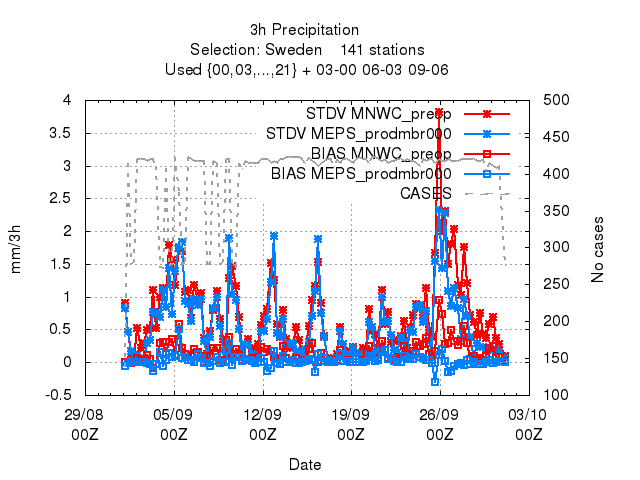 3h Precipitation
Selection: Sweden    141 stations
Used {00,03,...,21} + 03-00 06-03 09-06
STDV MNWC_preop
STDV MEPS_prodmbr000
BIAS MNWC_preop
BIAS MEPS_prodmbr000
CASES
4
3.5
3
2.5
2
1.5
1
0.5
0
-0.5
mm/3h
500
450
400
350
300
250
200
150
100
No cases
29/08 05/09 12/09 19/09 26/09 03/10
00Z 00Z 00Z 00Z 00Z 00Z
Date